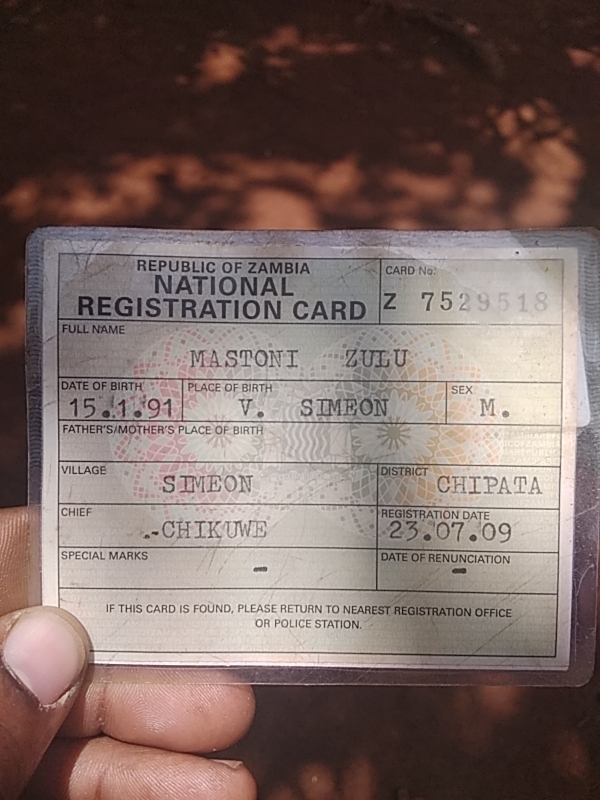 REPUBLIC OF ZAMBIA
NATIONAL
REGISTRATION CARD
CARD No:
Z 7529518
FULL NAME
MASTONI ZULU
DATE OF BIRTH
15.1.91
PLACE OF BIRTH
V. SIMEON
SEX
M.
FATHER'S/MOTHER'S PLACE OF BIRTH
VILLAGE
SIMEON
DISTRICT
CHIPATA
CHIEF
.-CHIKUWE
REGISTRATION DATE
23.07.09
SPECIAL MARKS
-
DATE OF RENUNCIATION
-
IF THIS CARD IS FOUND, PLEASE RETURN TO NEAREST REGISTRATION OFFICE
OR POLICE STATION.